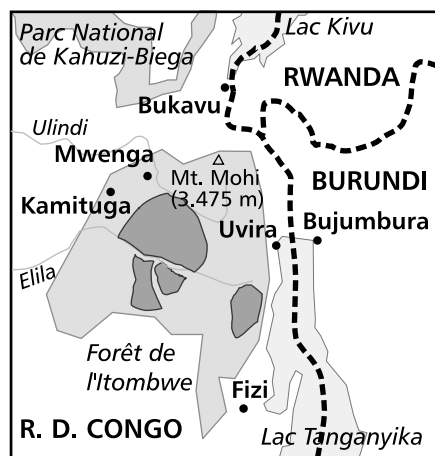 Parc National
de Kahuzi-Biega
Lac Kivu
RWANDA
Bukavu
Ulindi
Mwenga
Mt. Mohi
(3.475 m)
BURUNDI
Kamituga
Uvira
Bujumbura
Elila
Forêt de
l'Itombwe
Fizi
R. D. CONGO
Lac Tanganyika